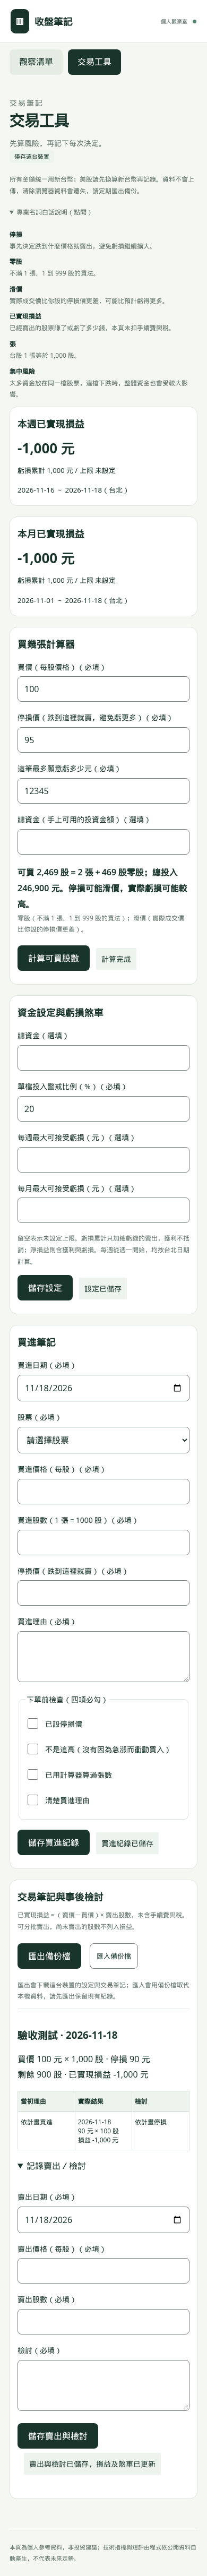 收盤筆記
個人觀察室
觀察清單
交易工具
交易筆記
交易工具
先算風險，再記下每次決定。
僅存這台裝置
所有金額統一用新台幣；美股請先換算新台幣再記錄。資料不會上
傳，清除瀏覽器資料會遺失，請定期匯出備份。
▼ 專業名詞白話說明（點開）
停損
事先決定跌到什麼價格就賣出，避免虧損繼續擴大。
零股
不滿 1 張、1 到 999 股的買法。
滑價
實際成交價比你設的停損價更差，可能比預計虧得更多。
已實現損益
已經賣出的股票賺了或虧了多少錢，本頁未扣手續費與稅。
張
台股 1 張等於 1,000 股。
集中風險
太多資金放在同一檔股票，這檔下跌時，整體資金也會受較大影
響。
本週已實現損益
-1,000 元
虧損累計 1,000 元 / 上限 未設定
2026-11-16 – 2026-11-18（台北）
本月已實現損益
-1,000 元
虧損累計 1,000 元 / 上限 未設定
2026-11-01 – 2026-11-18（台北）
買幾張計算器
買價（每股價格）（必填）
100
停損價（跌到這裡就賣，避免虧更多）（必填）
95
這筆最多願意虧多少元（必填）
12345
總資金（手上可用的投資金額）（選填）
可買 2,469 股 = 2 張 + 469 股零股；總投入
246,900 元。停損可能滑價，實際虧損可能較
高。
零股（不滿 1 張、1 到 999 股的買法）；滑價（實際成交價
比你設的停損價更差）。
計算可買股數
計算完成
資金設定與虧損煞車
總資金（選填）
單檔投入警戒比例（%）（必填）
20
每週最大可接受虧損（元）（選填）
每月最大可接受虧損（元）（選填）
留空表示未設定上限。虧損累計只加總虧錢的賣出，獲利不抵
銷；淨損益則含獲利與虧損。每週從週一開始，均按台北日期
計算。
儲存設定
設定已儲存
買進筆記
買進日期（必填）
11/18/2026
股票（必填）
請選擇股票
買進價格（每股）（必填）
買進股數（1 張 = 1000 股）（必填）
停損價（跌到這裡就賣）（必填）
買進理由（必填）
下單前檢查（四項必勾）
已設停損價
不是追高（沒有因為急漲而衝動買入）
已用計算器算過張數
清楚買進理由
儲存買進紀錄
買進紀錄已儲存
交易筆記與事後檢討
已實現損益 =（賣價－買價）× 賣出股數，未含手續費與稅。
可分批賣出，尚未賣出的股數不列入損益。
匯出備份檔
匯入備份檔
匯出會下載這台裝置的設定與交易筆記；匯入會用備份檔取代
本機資料，請先匯出保留現有紀錄。
驗收測試 · 2026-11-18
買價 100 元 × 1,000 股 · 停損 90 元
剩餘 900 股 · 已實現損益 -1,000 元
當初理由 實際結果 檢討
依計畫買進 2026-11-18 依計畫停損
90 元 × 100 股
損益 -1,000 元
▼ 記錄賣出 / 檢討
賣出日期（必填）
11/18/2026
賣出價格（每股）（必填）
賣出股數（必填）
檢討（必填）
儲存賣出與檢討
賣出與檢討已儲存，損益及煞車已更新
本頁為個人參考資料，非投資建議；技術指標與短評由程式依公開資料自
動產生，不代表未來走勢。